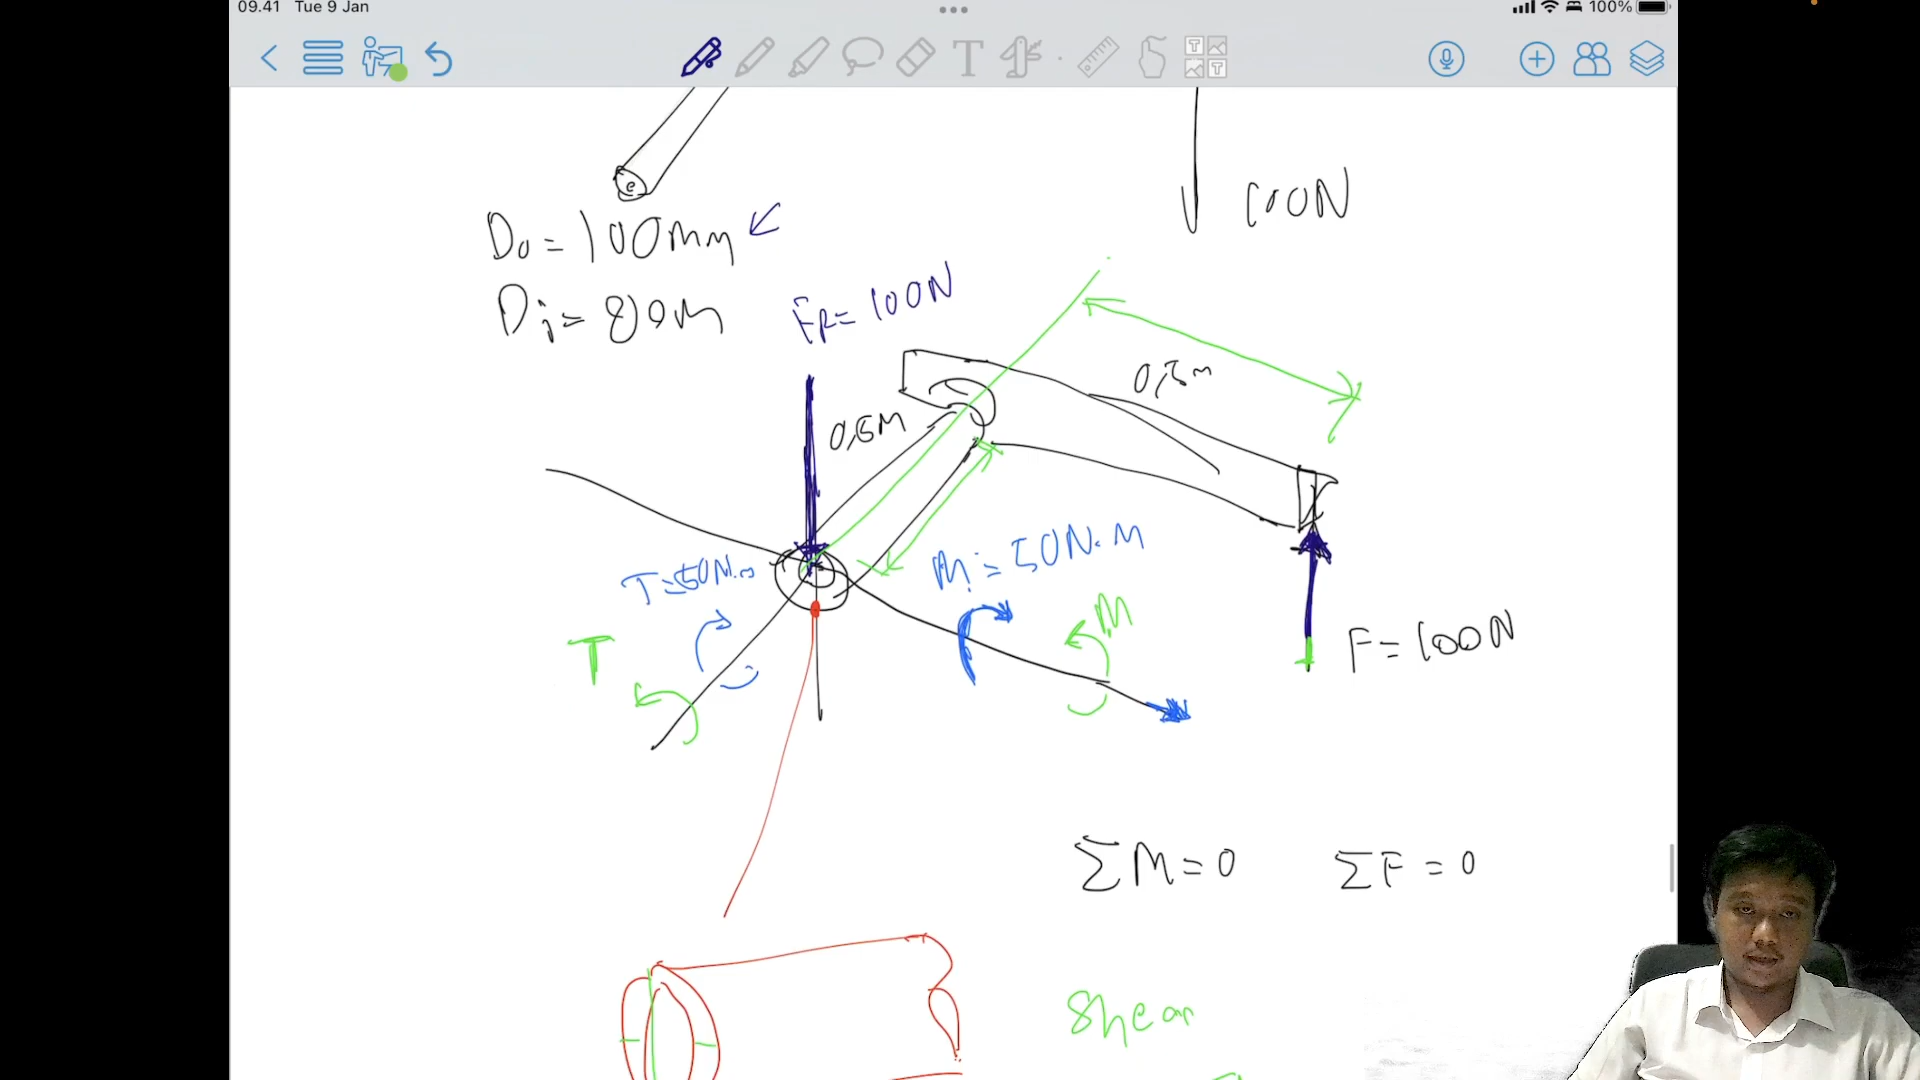 09.41 Tue 9 Jan
100%
T
100N
Do = 100mm
Di = 80m
FR = 100N
0,5m
0,5M
T = 50N.m
M = 50N.M
T
M
F = 100N
ΣM = 0 ΣF = 0
Shear